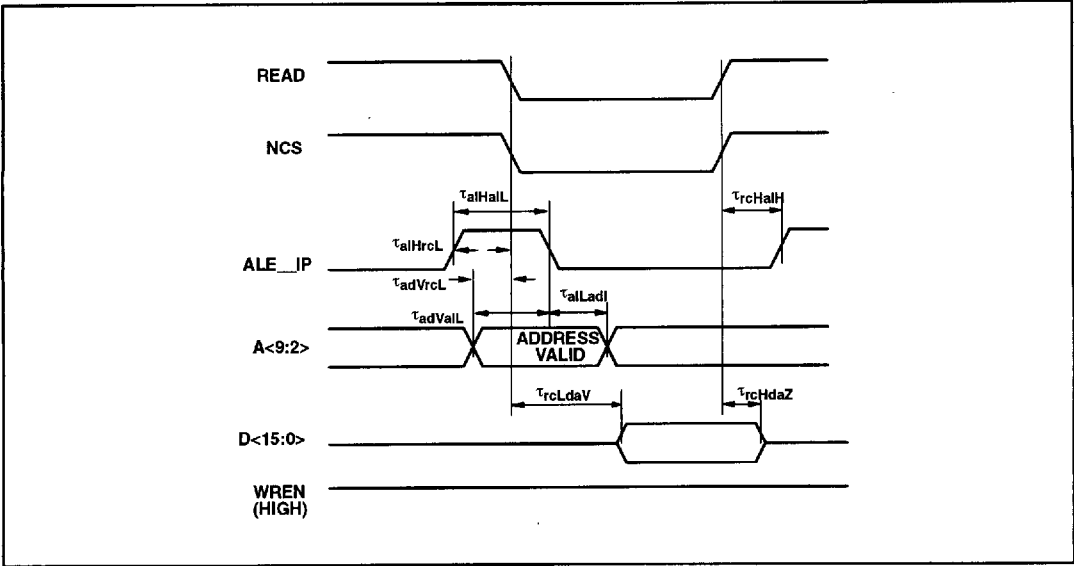 READ
NCS
τalHalL
τrcHalH
τalHrcL
ALE__IP
τadVrcL
τalLadI
τadValL
A<9:2>
ADDRESS
VALID
τrcLdaV
τrcHdaZ
D<15:0>
WREN
(HIGH)